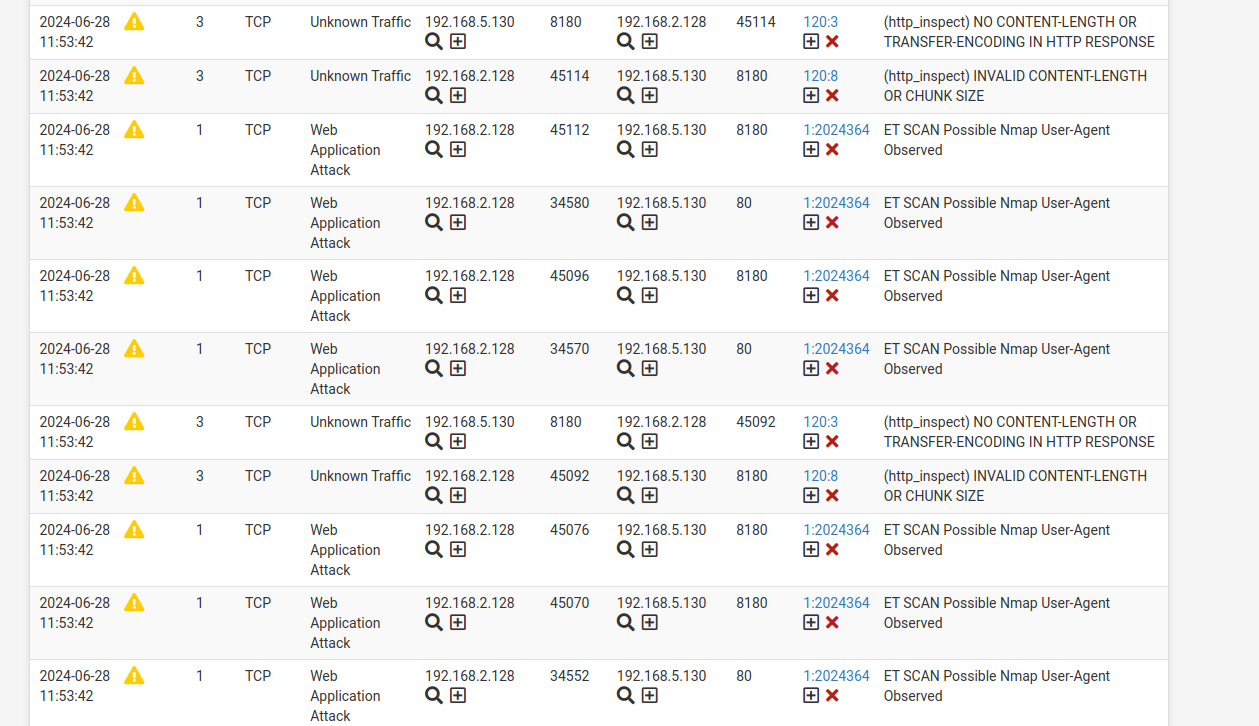 2024-06-28 3 TCP Unknown Traffic 192.168.5.130 8180 192.168.2.128 45114 120:3 (http_inspect) NO CONTENT-LENGTH OR
11:53:42 TRANSFER-ENCODING IN HTTP RESPONSE
2024-06-28 3 TCP Unknown Traffic 192.168.2.128 45114 192.168.5.130 8180 120:8 (http_inspect) INVALID CONTENT-LENGTH
11:53:42 OR CHUNK SIZE
2024-06-28 1 TCP Web 192.168.2.128 45112 192.168.5.130 8180 1:2024364 ET SCAN Possible Nmap User-Agent
11:53:42 Application Observed
Attack
2024-06-28 1 TCP Web 192.168.2.128 34580 192.168.5.130 80 1:2024364 ET SCAN Possible Nmap User-Agent
11:53:42 Application Observed
Attack
2024-06-28 1 TCP Web 192.168.2.128 45096 192.168.5.130 8180 1:2024364 ET SCAN Possible Nmap User-Agent
11:53:42 Application Observed
Attack
2024-06-28 1 TCP Web 192.168.2.128 34570 192.168.5.130 80 1:2024364 ET SCAN Possible Nmap User-Agent
11:53:42 Application Observed
Attack
2024-06-28 3 TCP Unknown Traffic 192.168.5.130 8180 192.168.2.128 45092 120:3 (http_inspect) NO CONTENT-LENGTH OR
11:53:42 TRANSFER-ENCODING IN HTTP RESPONSE
2024-06-28 3 TCP Unknown Traffic 192.168.2.128 45092 192.168.5.130 8180 120:8 (http_inspect) INVALID CONTENT-LENGTH
11:53:42 OR CHUNK SIZE
2024-06-28 1 TCP Web 192.168.2.128 45076 192.168.5.130 8180 1:2024364 ET SCAN Possible Nmap User-Agent
11:53:42 Application Observed
Attack
2024-06-28 1 TCP Web 192.168.2.128 45070 192.168.5.130 8180 1:2024364 ET SCAN Possible Nmap User-Agent
11:53:42 Application Observed
Attack
2024-06-28 1 TCP Web 192.168.2.128 34552 192.168.5.130 80 1:2024364 ET SCAN Possible Nmap User-Agent
11:53:42 Application Observed
Attack